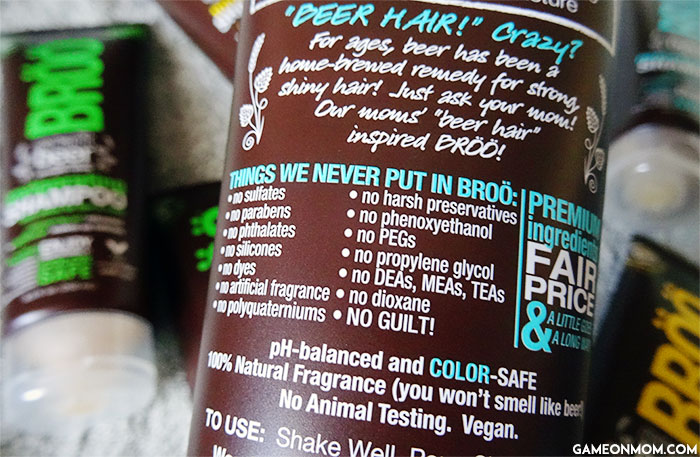 "BEER HAIR!" Crazy?
For ages, beer has been a
home-brewed remedy for strong,
shiny hair! Just ask your mom!
Our moms' "beer hair"
inspired BRÖÖ!
THINGS WE NEVER PUT IN BROÖ:
• no sulfates
• no parabens
• no phthalates
• no silicones
• no dyes
• no artificial fragrance
• no polyquaterniums
• no harsh preservatives
• no phenoxyethanol
• no PEGs
• no propylene glycol
• no DEAs, MEAs, TEAs
• no dioxane
• NO GUILT!
PREMIUM
ingredients
FAIR
PRICE
&
A LITTLE
A LONG
pH-balanced and COLOR-SAFE
100% Natural Fragrance (you won't smell like beer
No Animal Testing. Vegan.
TO USE: Shake Well.
BRÖÖ
beer
SHAMPOO
BRÖÖ
GAMEONMOM.COM